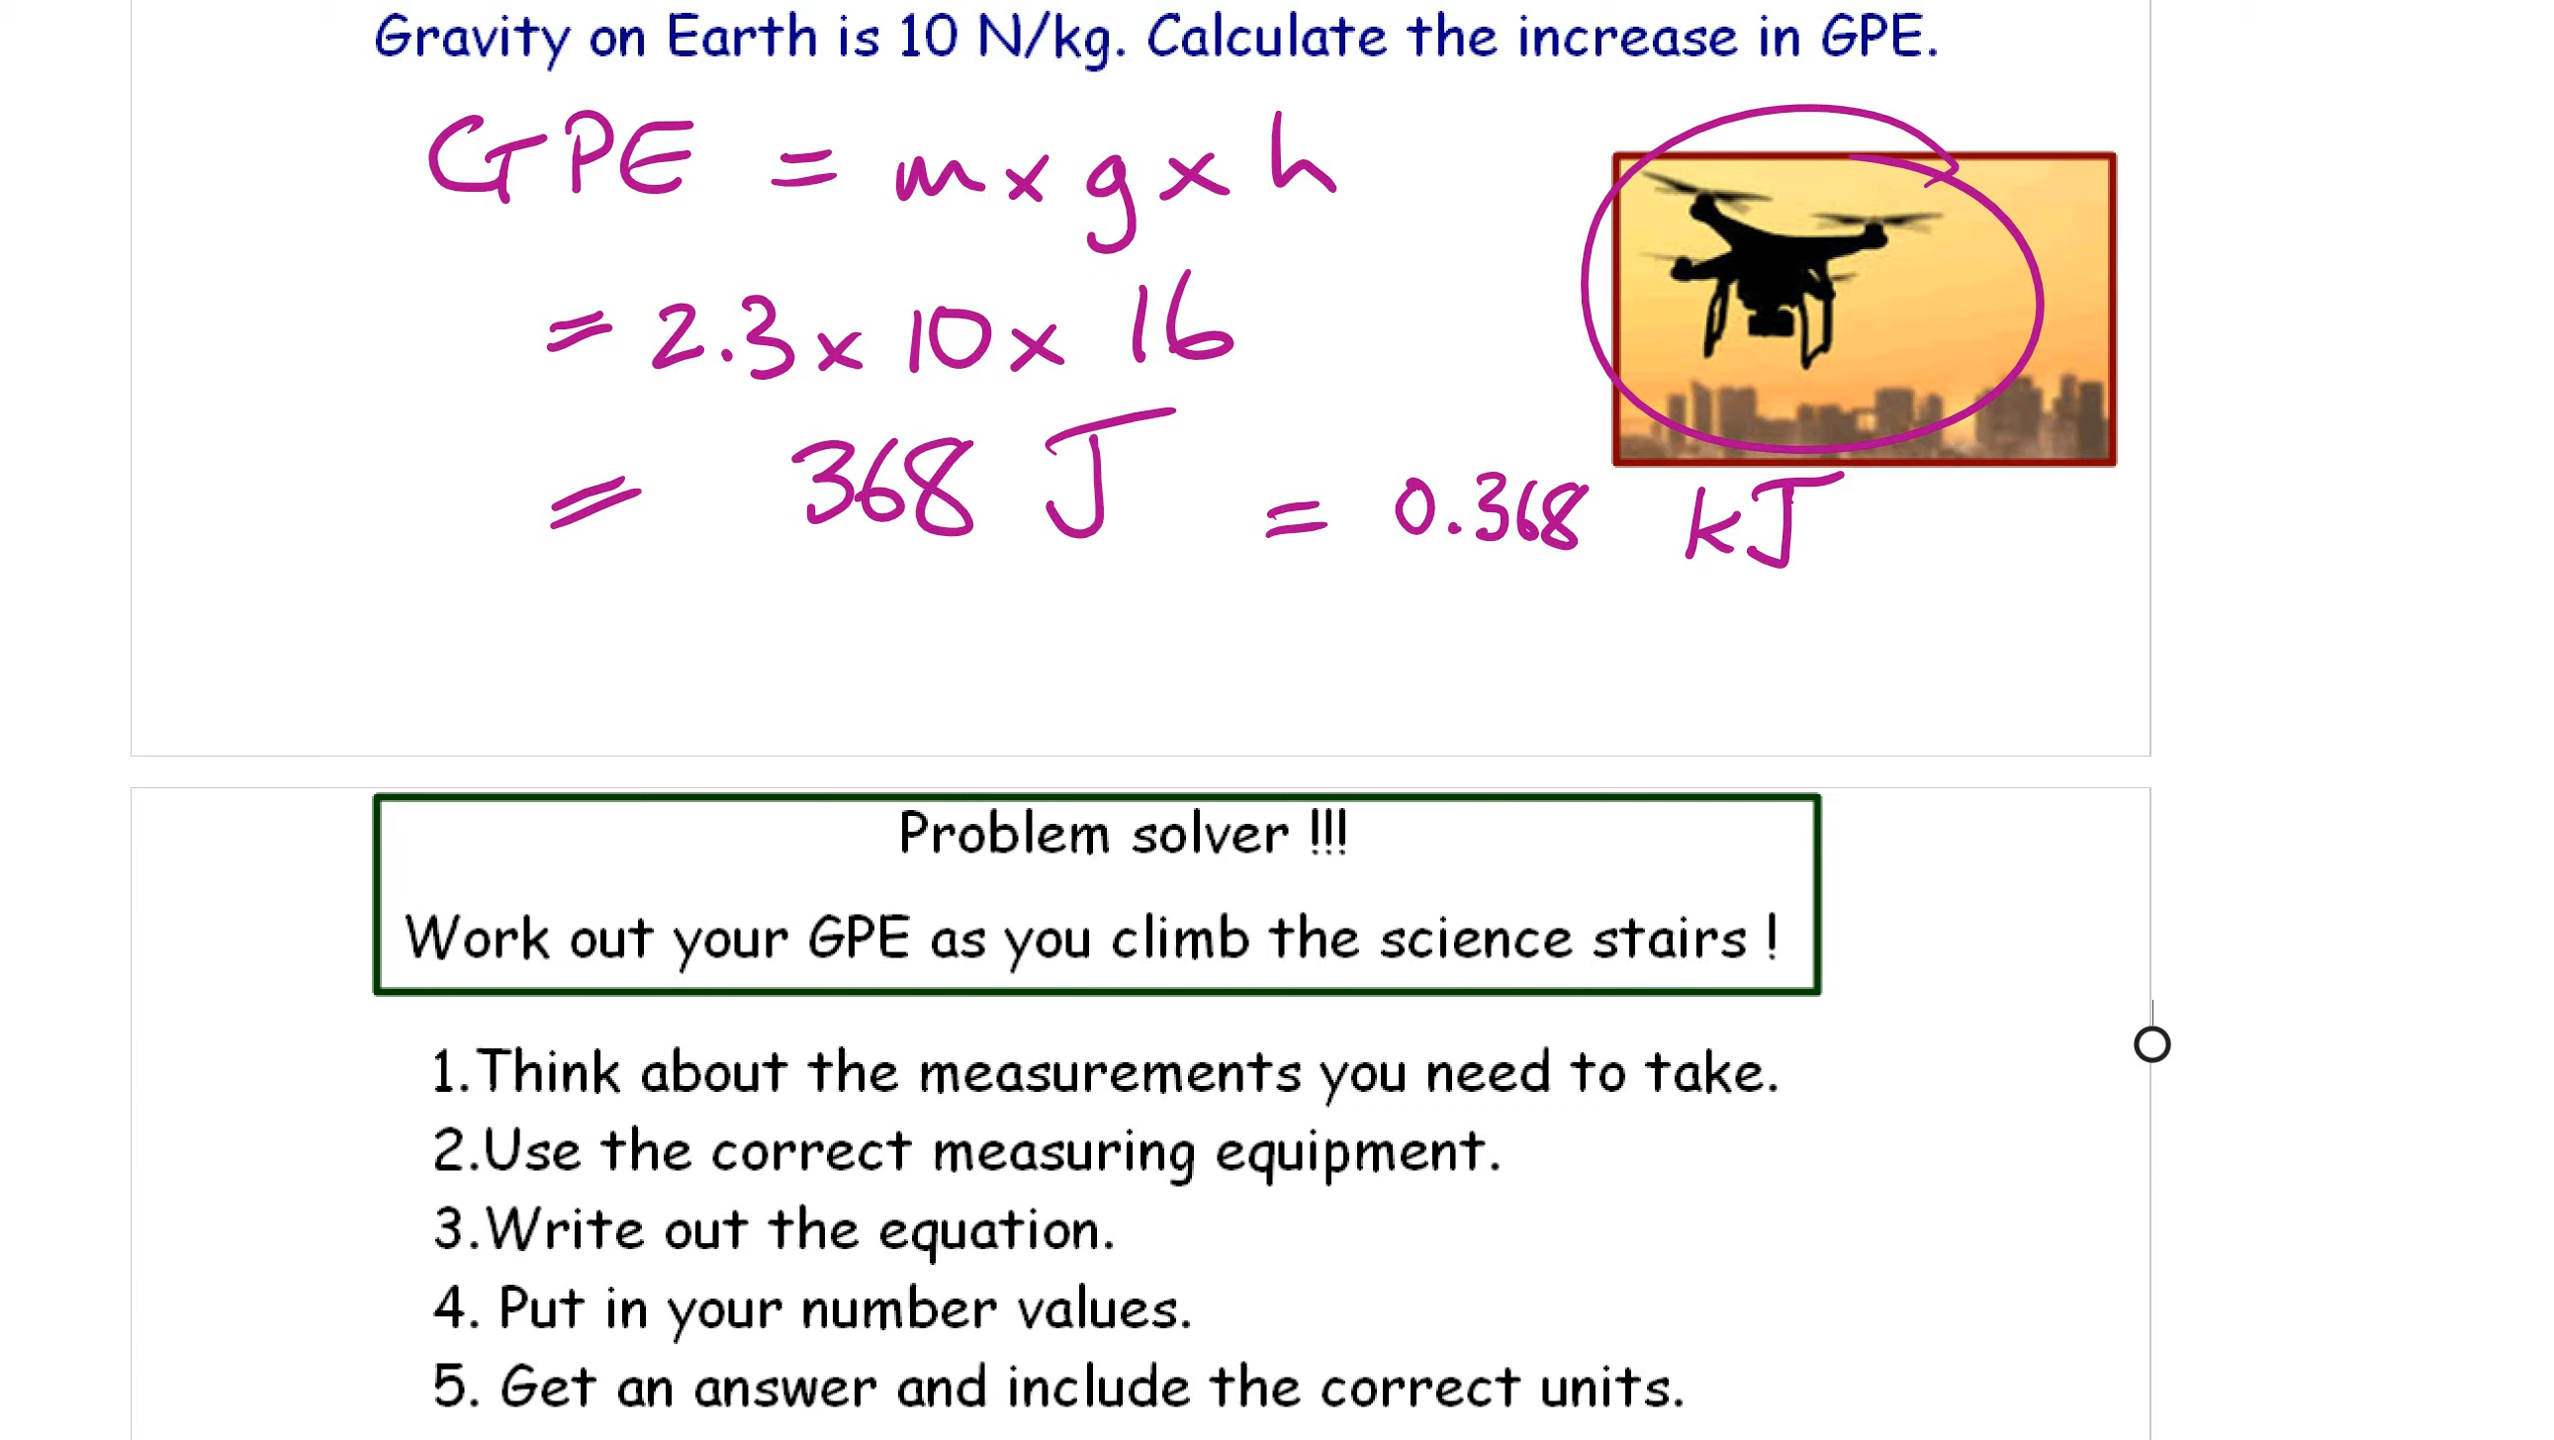 Gravity on Earth is 10 N/kg. Calculate the increase in GPE.
GPE = m x g x h
= 2.3 x 10 x 16
= 368 J = 0.368 kJ
Problem solver !!!
Work out your GPE as you climb the science stairs !
1.Think about the measurements you need to take.
2.Use the correct measuring equipment.
3.Write out the equation.
4. Put in your number values.
5. Get an answer and include the correct units.